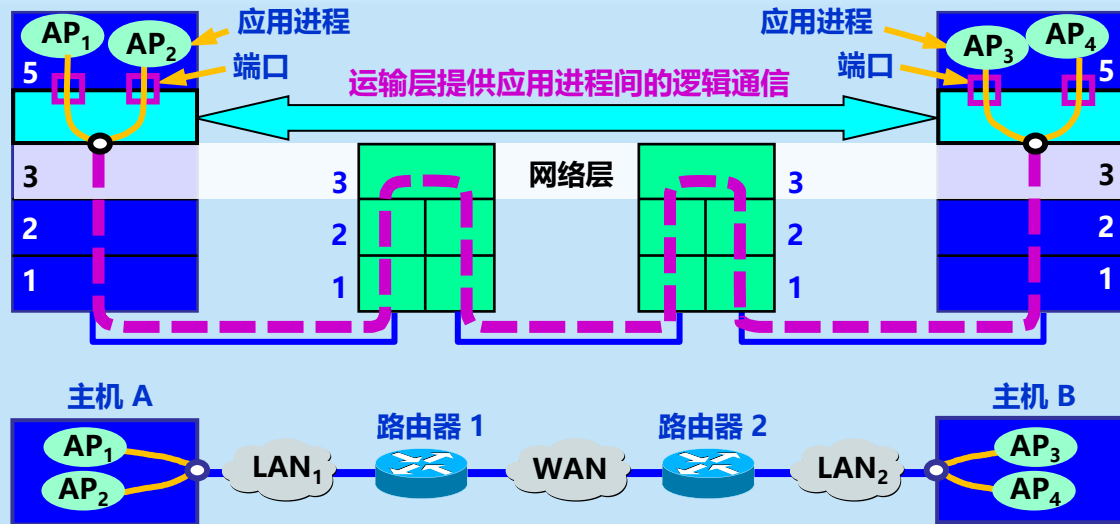 AP1
AP2
应用进程
端口
5
运输层提供应用进程间的逻辑通信
应用进程
端口
AP3
AP4
5
3
3
网络层
3
3
2
2
2
2
1
1
1
1
主机 A
路由器 1
路由器 2
主机 B
AP1
AP2
LAN1
WAN
LAN2
AP3
AP4